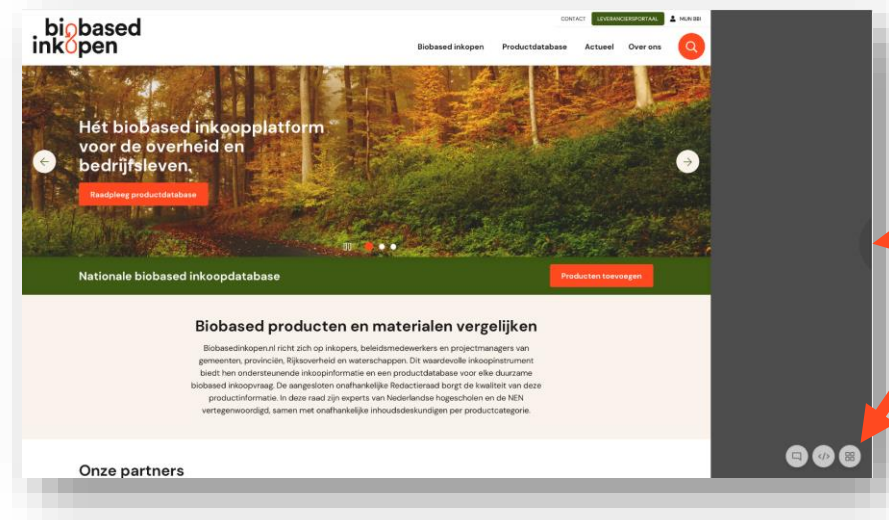 biobased
inkopen
CONTACT
LEVERANCIERSPORTAAL
MIJN BBI
Biobased inkopen
Productdatabase
Actueel
Over ons
Hét biobased inkoopplatform
voor de overheid en
bedrijfsleven.
Raadpleeg productdatabase
Nationale biobased inkoopdatabase
Producten toevoegen
Biobased producten en materialen vergelijken
Biobasedinkopen.nl richt zich op inkopers, beleidsmedewerkers en projectmanagers van
gemeenten, provinciën, Rijksoverheid en waterschappen. Dit waardevolle inkoopinstrument
biedt hen ondersteunende inkoopinformatie en een productdatabase voor elke duurzame
biobased inkoopvraag. De aangesloten onafhankelijke Redactieraad borgt de kwaliteit van deze
productinformatie. In deze raad zijn experts van Nederlandse hogescholen en de NEN
vertegenwoordigd, samen met onafhankelijke inhoudsdeskundigen per productcategorie.
Onze partners